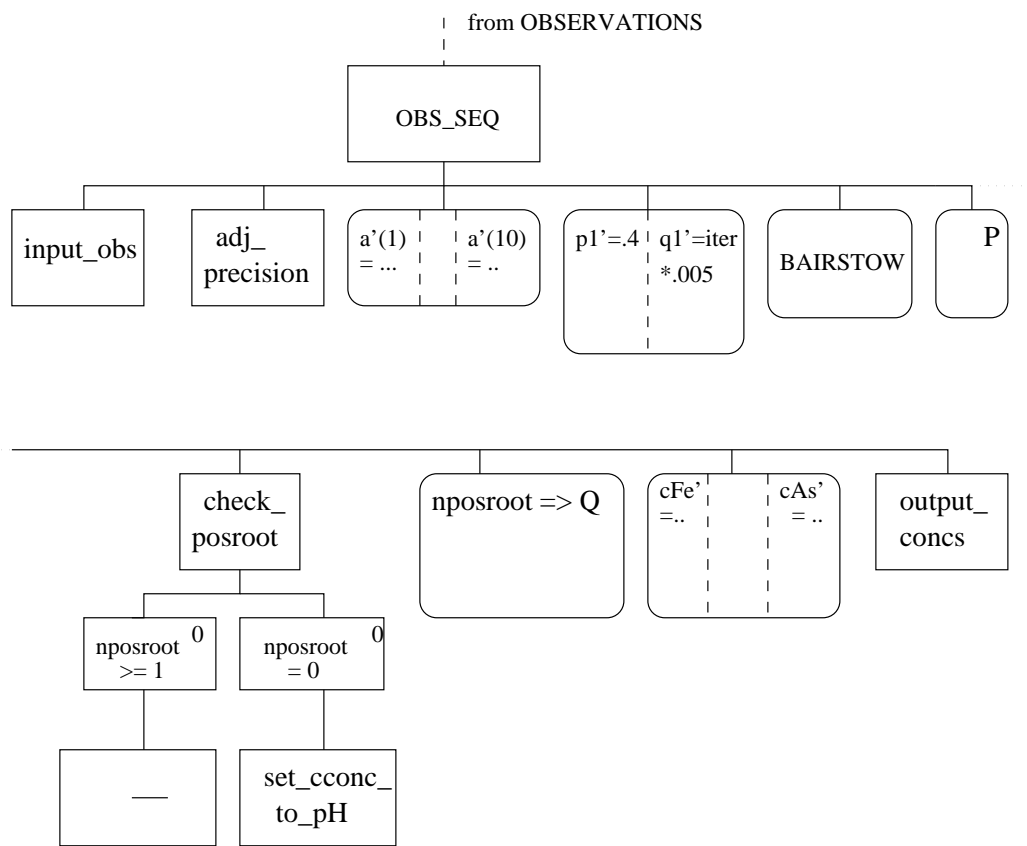 from OBSERVATIONS
OBS_SEQ
input_obs
adj_
precision
a’(1)
= ...
a’(10)
= ..
p1’=.4
q1’=iter
*.005
BAIRSTOW
P
check_
posroot
nposroot => Q
cFe’
=..
cAs’
= ..
output_
concs
nposroot 0
>= 1
nposroot 0
= 0
—
set_cconc_
to_pH